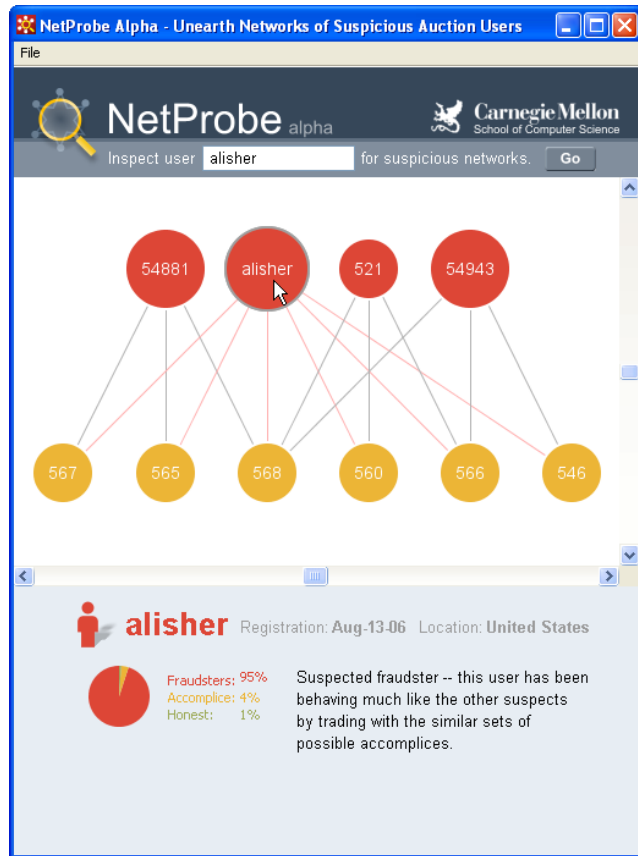 NetProbe Alpha - Unearth Networks of Suspicious Auction Users
File
NetProbe alpha
Carnegie Mellon
School of Computer Science
Inspect user alisher for suspicious networks. Go
54881 alisher 521 54943
567 565 568 560 566 546
alisher Registration: Aug-13-06 Location: United States
Fraudsters: 95%
Accomplice: 4%
Honest: 1%
Suspected fraudster -- this user has been
behaving much like the other suspects
by trading with the similar sets of
possible accomplices.